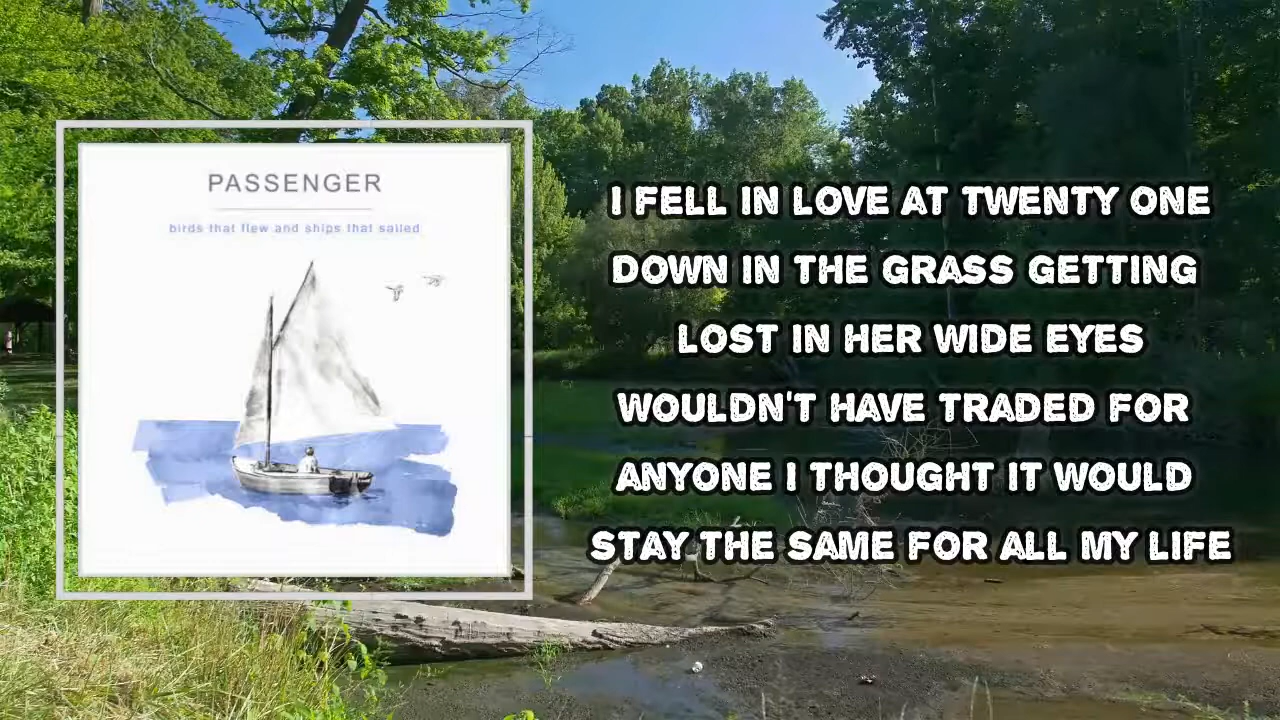 PASSENGER
birds that flew and ships that sailed
I FELL IN LOVE AT TWENTY ONE
DOWN IN THE GRASS GETTING
LOST IN HER WIDE EYES
WOULDN'T HAVE TRADED FOR
ANYONE I THOUGHT IT WOULD
STAY THE SAME FOR ALL MY LIFE